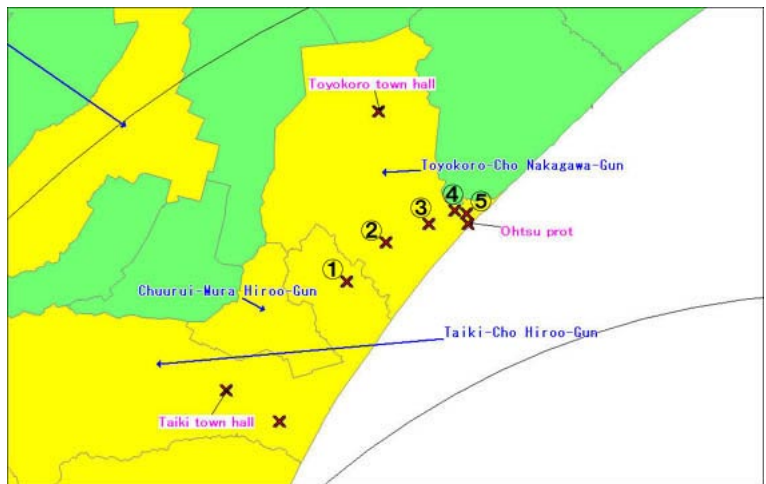 Toyokoro town hall
Toyokoro-Cho Nakagawa-Gun
④
⑤
③
Ohtsu prot
②
①
Chuurui-Mura Hiroo-Gun
Taiki-Cho Hiroo-Gun
Taiki town hall